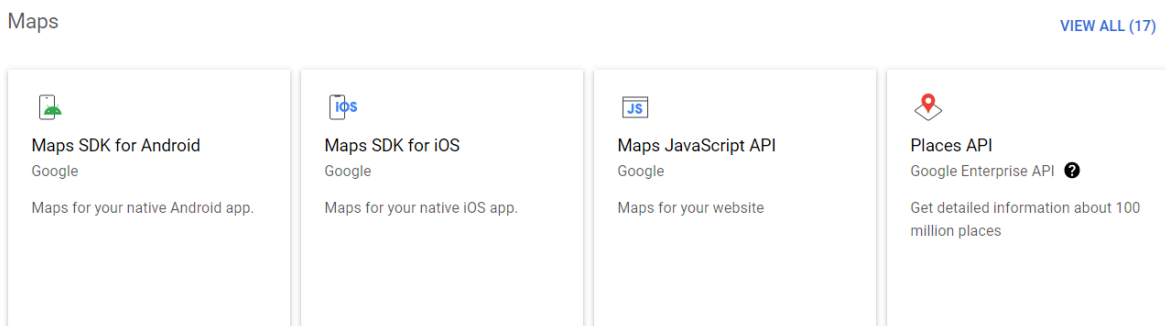 Maps
VIEW ALL (17)
iOS
JS
Maps SDK for Android
Maps SDK for iOS
Maps JavaScript API
Places API
Google
Google
Google
Google Enterprise API ?
Maps for your native Android app.
Maps for your native iOS app.
Maps for your website
Get detailed information about 100
million places